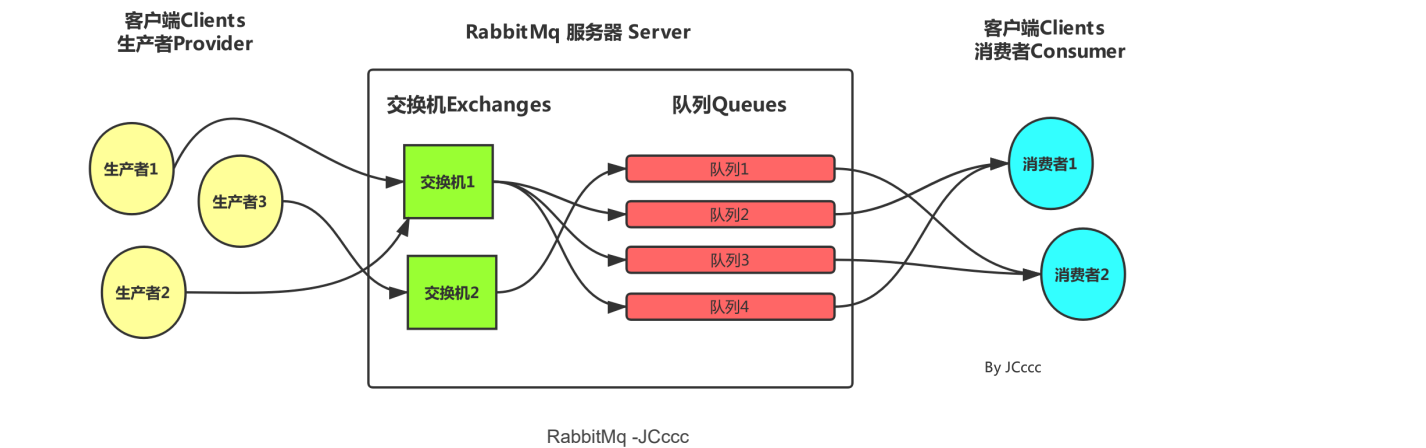 客户端Clients
生产者Provider
RabbitMq 服务器 Server
客户端Clients
消费者Consumer
交换机Exchanges
队列Queues
生产者1
生产者3
生产者2
交换机1
交换机2
队列1
队列2
队列3
队列4
消费者1
消费者2
By JCccc
RabbitMq -JCccc